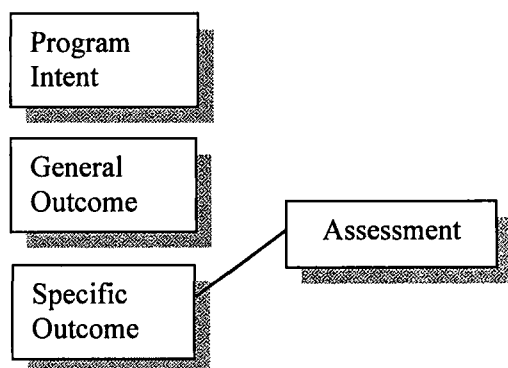 Program
Intent
General
Outcome
Assessment
Specific
Outcome